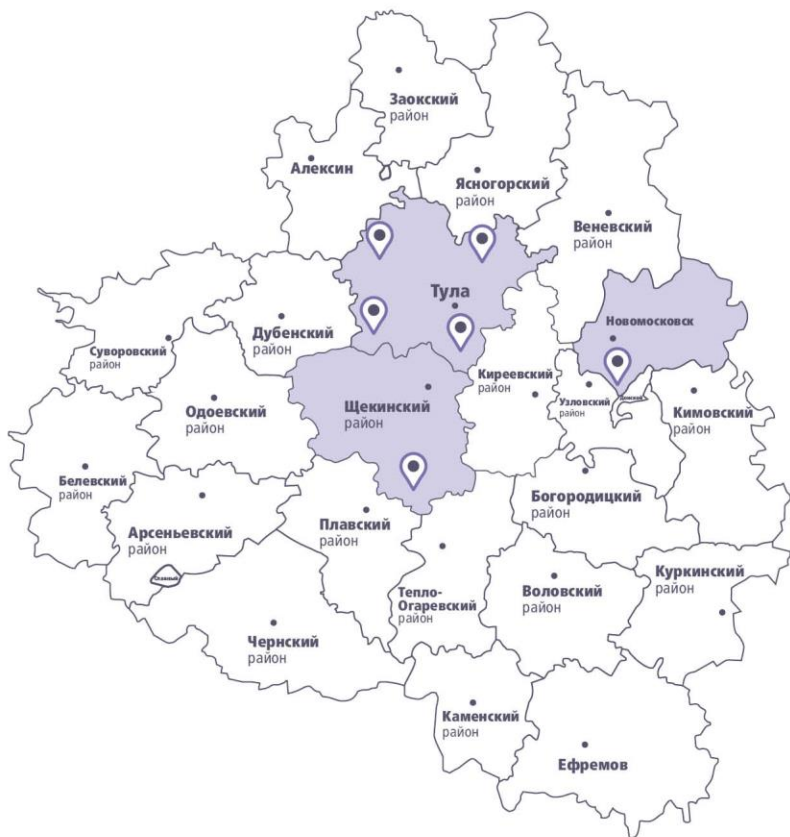 Заокский
район
Алексин
Ясногорский
район
Веневский
район
Тула
Новомосковск
Дубенский
район
Суворовский
район
Киреевский
район
Щекинский
район
Узловский
район
Донской
Кимовский
район
Одоевский
район
Белевский
район
Богородицкий
район
Арсеньевский
район
Плавский
район
Куркинский
район
Тепло-
Огаревский
район
Воловский
район
Чернский
район
Каменский
район
Ефремов